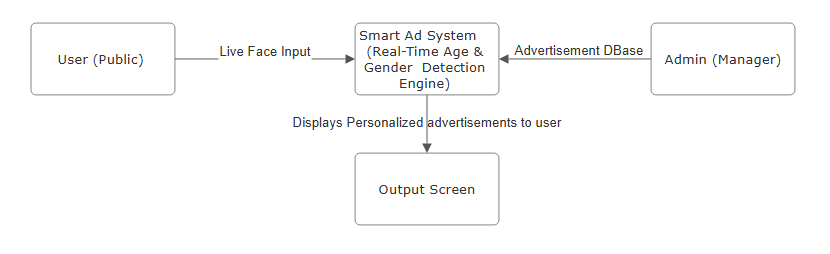 User (Public)
Live Face Input
Smart Ad System
(Real-Time Age &
Gender Detection
Engine)
Advertisement DBase
Admin (Manager)
Displays Personalized advertisements to user
Output Screen